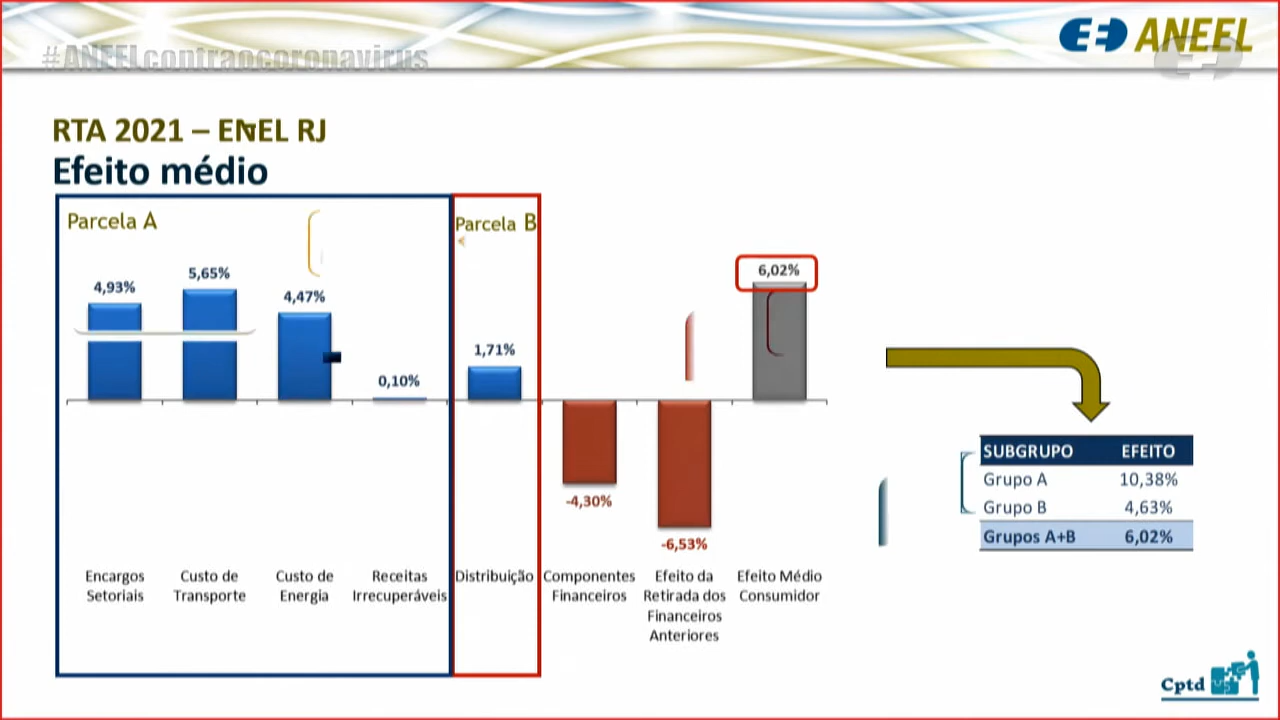 ANEEL
#ANEELcontraocoronavirus
RTA 2021 – ENEL RJ
Efeito médio
Parcela A
Parcela B
4,93%
5,65%
4,47%
0,10%
1,71%
-4,30%
-6,53%
6,02%
Encargos
Setoriais
Custo de
Transporte
Custo de
Energia
Receitas
Irrecuperáveis
Distribuição
Componentes
Financeiros
Efeito da
Retirada dos
Financeiros
Anteriores
Efeito Médio
Consumidor
SUBGRUPO EFEITO
Grupo A 10,38%
Grupo B 4,63%
Grupos A+B 6,02%
Cptd